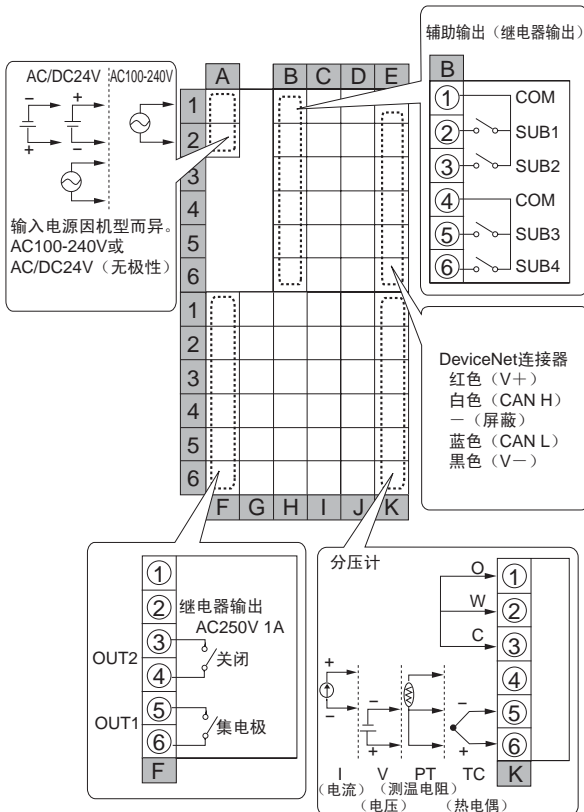 辅助输出（继电器输出）
B
① COM
② SUB1
③ SUB2
④ COM
⑤ SUB3
⑥ SUB4
AC/DC24V AC100-240V
－ ＋
＋ －
输入电源因机型而异。
AC100-240V或
AC/DC24V（无极性）
A B C D E
1
2
3
4
5
6
1
2
3
4
5
6
F G H I J K
DeviceNet连接器
红色（V＋）
白色（CAN H）
－（屏蔽）
蓝色（CAN L）
黑色（V－）
①
② 继电器输出
AC250V 1A
OUT2 ③ 关闭
④
OUT1 ⑤ 集电极
⑥
F
分压计
O ①
W ②
C ③
④
＋ － － ⑤
－ ＋ ＋ ⑥
I V PT TC K
（电流） （测温电阻）
（电压） （热电偶）